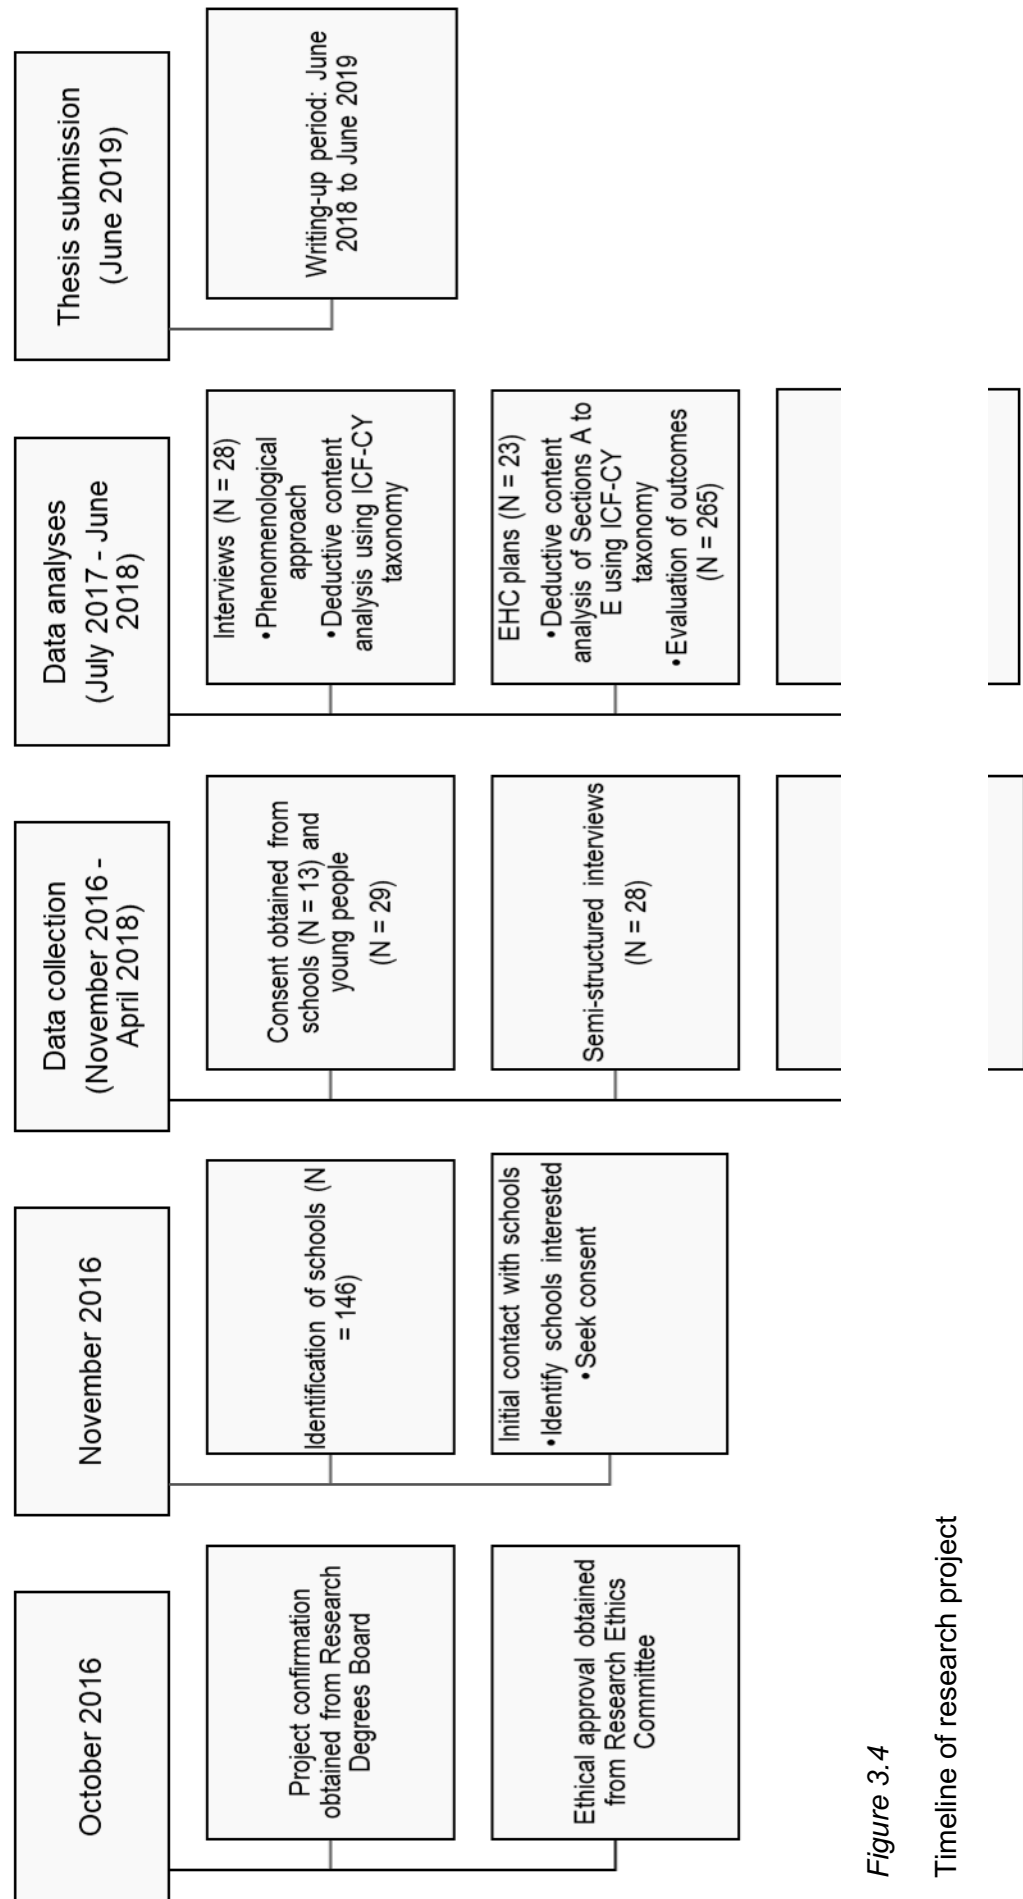 October 2016
Project confirmation
obtained from Research
Degrees Board
Ethical approval obtained
from Research Ethics
Committee
November 2016
Identification of schools (N
= 146)
Initial contact with schools
•Identify schools interested
•Seek consent
Data collection
(November 2016 -
April 2018)
Consent obtained from
schools (N = 13) and
young people
(N = 29)
Semi-structured interviews
(N = 28)
Data analyses
(July 2017 - June
2018)
Interviews (N = 28)
•Phenomenological
approach
•Deductive content
analysis using ICF-CY
taxonomy
EHC plans (N = 23)
•Deductive content
analysis of Sections A to
E using ICF-CY
taxonomy
•Evaluation of outcomes
(N = 265)
Thesis submission
(June 2019)
Writing-up period: June
2018 to June 2019
Figure 3.4
Timeline of research project